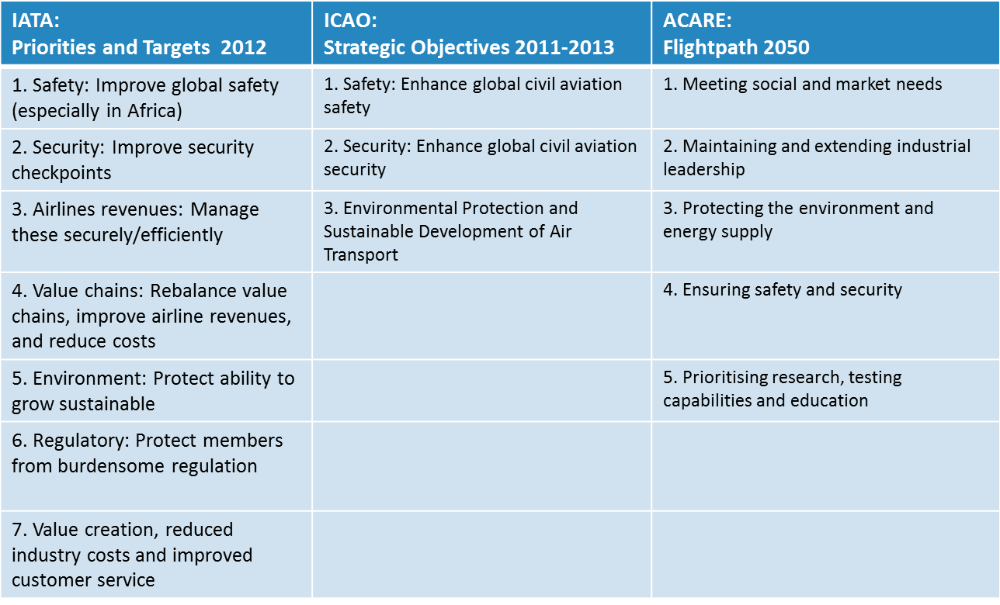 IATA:
Priorities and Targets  2012
ICAO:
Strategic Objectives 2011-2013
ACARE:
Flightpath 2050
1. Safety: Improve global safety
(especially in Africa)
1. Safety: Enhance global civil aviation
safety
1. Meeting social and market needs
2. Security: Improve security
checkpoints
2. Security: Enhance global civil aviation
security
2. Maintaining and extending industrial
leadership
3. Airlines revenues: Manage
these securely/efficiently
3. Environmental Protection and
Sustainable Development of Air
Transport
3. Protecting the environment and
energy supply
4. Value chains: Rebalance value
chains, improve airline revenues,
and reduce costs
4. Ensuring safety and security
5. Environment: Protect ability to
grow sustainable
5. Prioritising research, testing
capabilities and education
6. Regulatory: Protect members
from burdensome regulation
7. Value creation, reduced
industry costs and improved
customer service